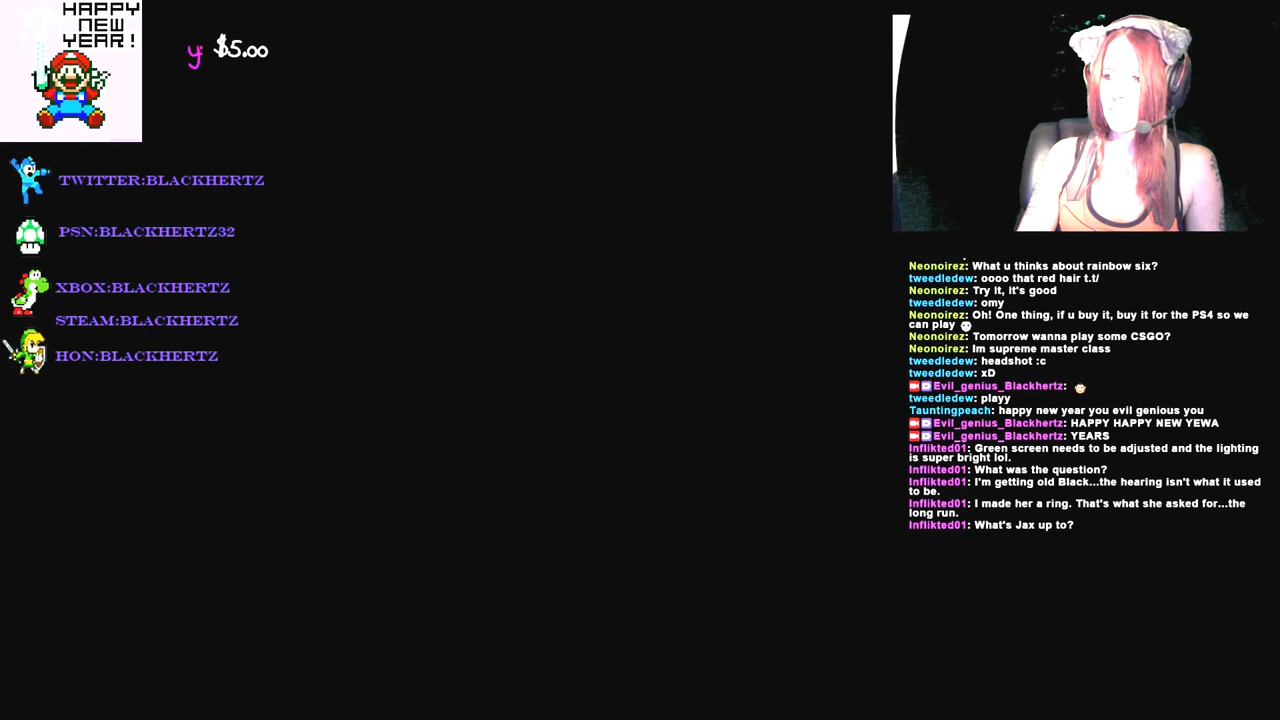 HAPPY
NEW
YEAR!
y: $5.00
TWITTER:BLACKHERTZ
PSN:BLACKHERTZ32
XBOX:BLACKHERTZ
STEAM:BLACKHERTZ
HON:BLACKHERTZ
Neonoirez: What u thinks about rainbow six?
tweedledew: oooo that red hair t.t/
Neonoirez: Try it, it's good
tweedledew: omy
Neonoirez: Oh! One thing, if u buy it, buy it for the PS4 so we
can play
Neonoirez: Tomorrow wanna play some CSGO?
Neonoirez: Im supreme master class
tweedledew: headshot :c
tweedledew: xD
Evil_genius_Blackhertz:
tweedledew: playy
Tauntingpeach: happy new year you evil genious you
Evil_genius_Blackhertz: HAPPY HAPPY NEW YEWA
Evil_genius_Blackhertz: YEARS
Inflikted01: Green screen needs to be adjusted and the lighting
is super bright lol.
Inflikted01: What was the question?
Inflikted01: I'm getting old Black...the hearing isn't what it used
to be.
Inflikted01: I made her a ring. That's what she asked for...the
long run.
Inflikted01: What's Jax up to?